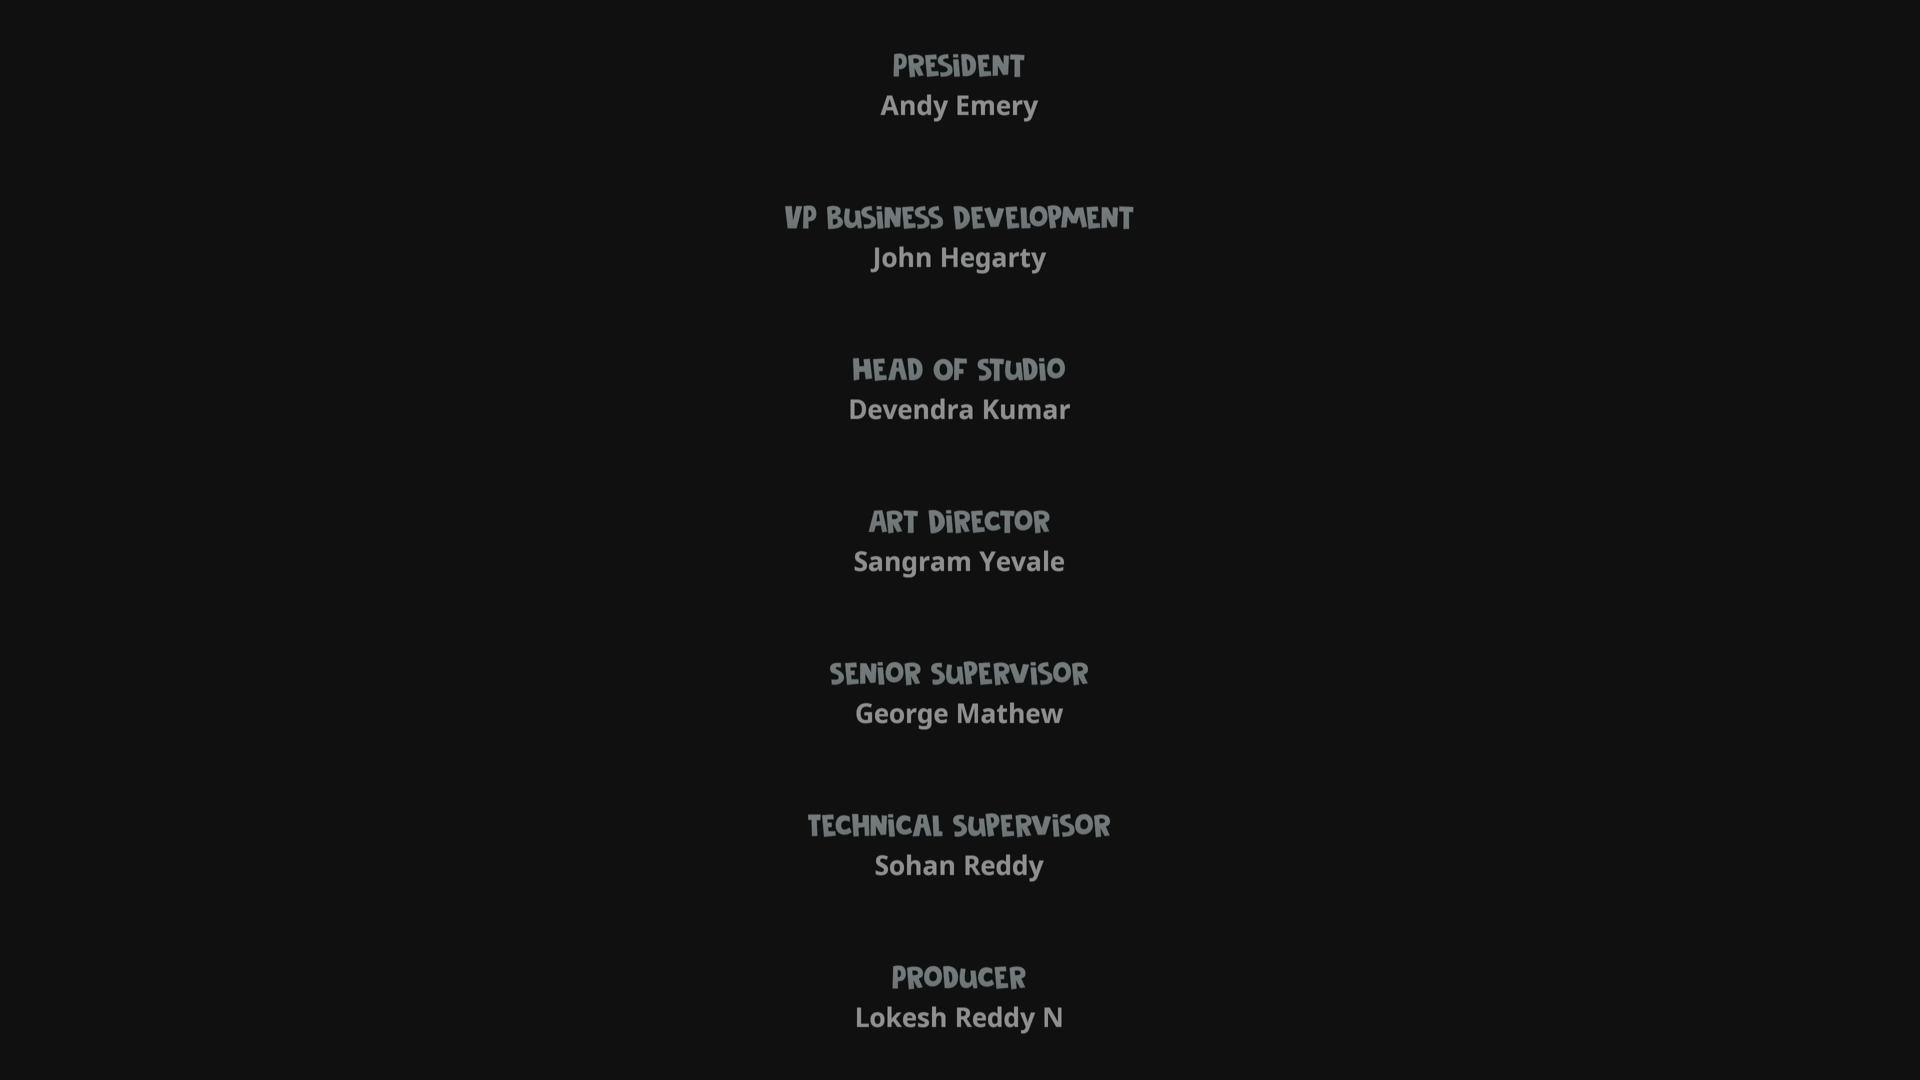 PRESiDENT
Andy Emery
VP BuSiNESS DEVELOPMENT
John Hegarty
HEAD OF STuDiO
Devendra Kumar
ART DiRECTOR
Sangram Yevale
SENiOR SuPERViSOR
George Mathew
TECHNiCAL SuPERViSOR
Sohan Reddy
PRODuCER
Lokesh Reddy N